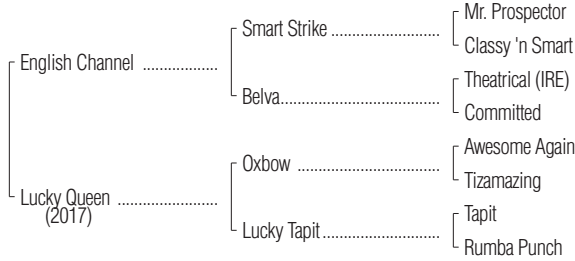 Mr. Prospector
Smart Strike
Classy 'n Smart
English Channel
Theatrical (IRE)
Belva
Committed
Awesome Again
Oxbow
Tizamazing
Lucky Queen
(2017)
Tapit
Lucky Tapit
Rumba Punch